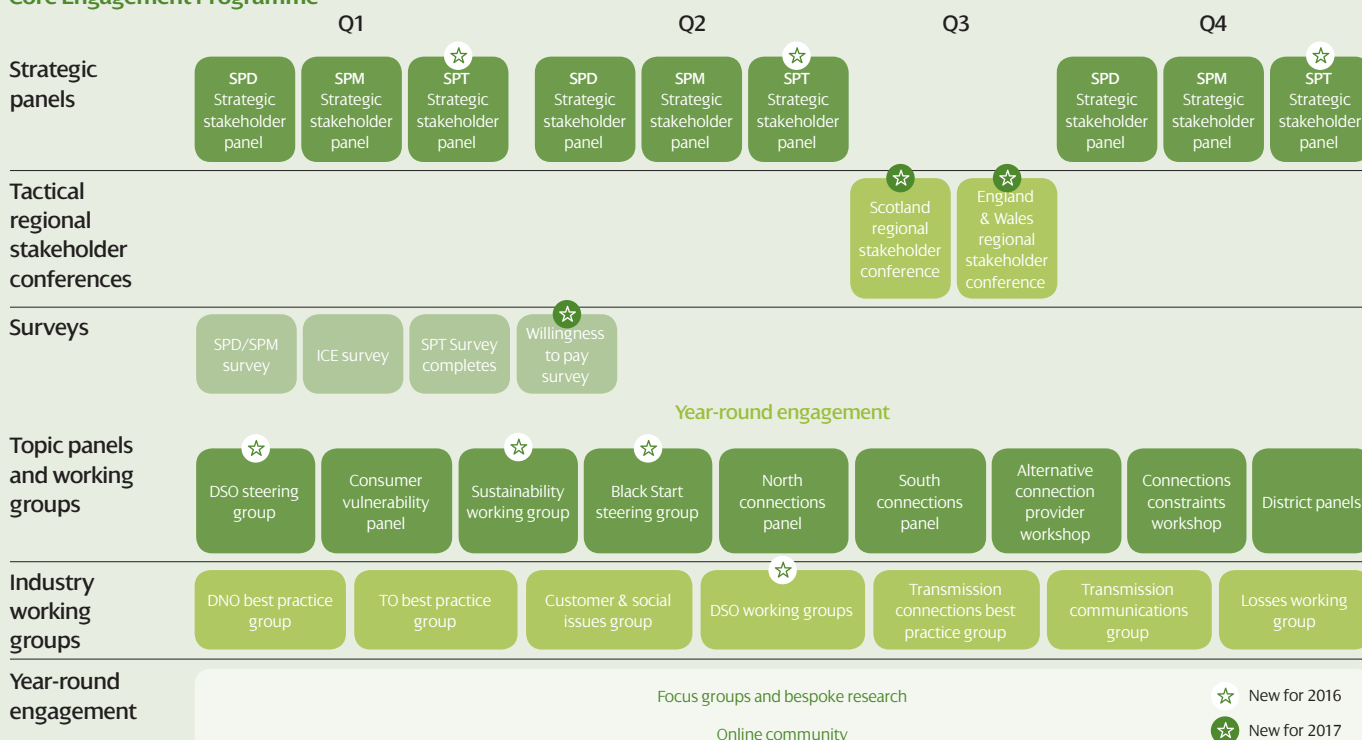 Core Engagement Programme
Q1
Q2
Q3
Q4
Strategic
panels
SPD
Strategic
stakeholder
panel
SPM
Strategic
stakeholder
panel
SPT
Strategic
stakeholder
panel
SPD
Strategic
stakeholder
panel
SPM
Strategic
stakeholder
panel
SPT
Strategic
stakeholder
panel
SPD
Strategic
stakeholder
panel
SPM
Strategic
stakeholder
panel
SPT
Strategic
stakeholder
panel
Tactical
regional
stakeholder
conferences
Scotland
regional
stakeholder
conference
England
& Wales
regional
stakeholder
conference
Surveys
SPD/SPM
survey
ICE survey
SPT Survey
completes
Willingness
to pay
survey
Year-round engagement
Topic panels
and working
groups
DSO steering
group
Consumer
vulnerability
panel
Sustainability
working group
Black Start
steering group
North
connections
panel
South
connections
panel
Alternative
connection
provider
workshop
Connections
constraints
workshop
District panels
Industry
working
groups
DNO best practice
group
TO best practice
group
Customer & social
issues group
DSO working groups
Transmission
connections best
practice group
Transmission
communications
group
Losses working
group
Year-round
engagement
Focus groups and bespoke research
Online community
New for 2016
New for 2017